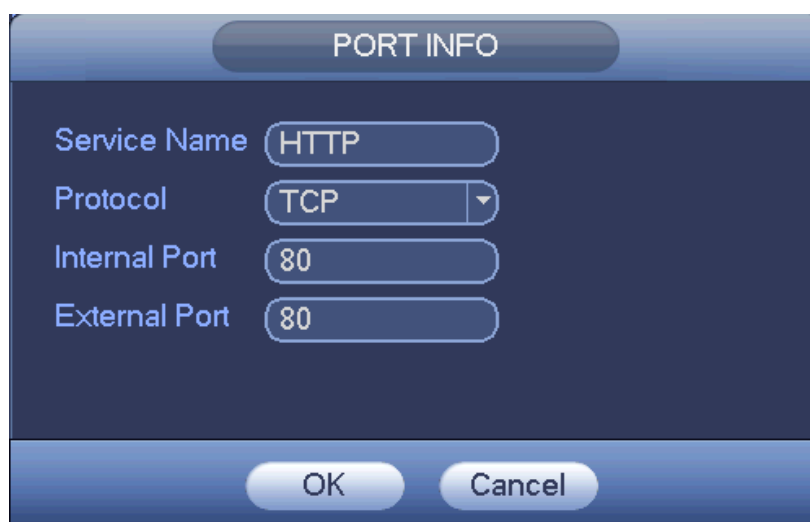 PORT INFO
Service Name HTTP
Protocol TCP
Internal Port 80
External Port 80
OK Cancel